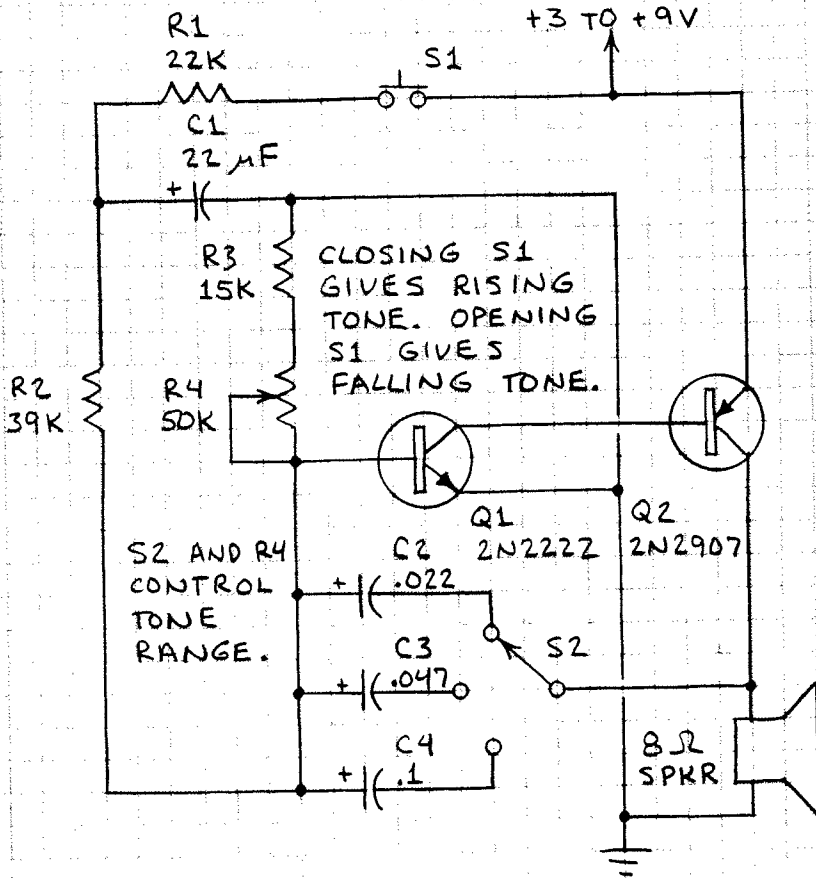 +3 TO +9V
R1
22K
S1
C1
22 µF
+
R3
15K
CLOSING S1
GIVES RISING
TONE. OPENING
S1 GIVES
FALLING TONE.
R2
39K
R4
50K
Q1
2N2222
Q2
2N2907
S2 AND R4
CONTROL
TONE
RANGE.
C2
+ .022
S2
C3
+ .047
C4
+ .1
8 Ω
SPKR